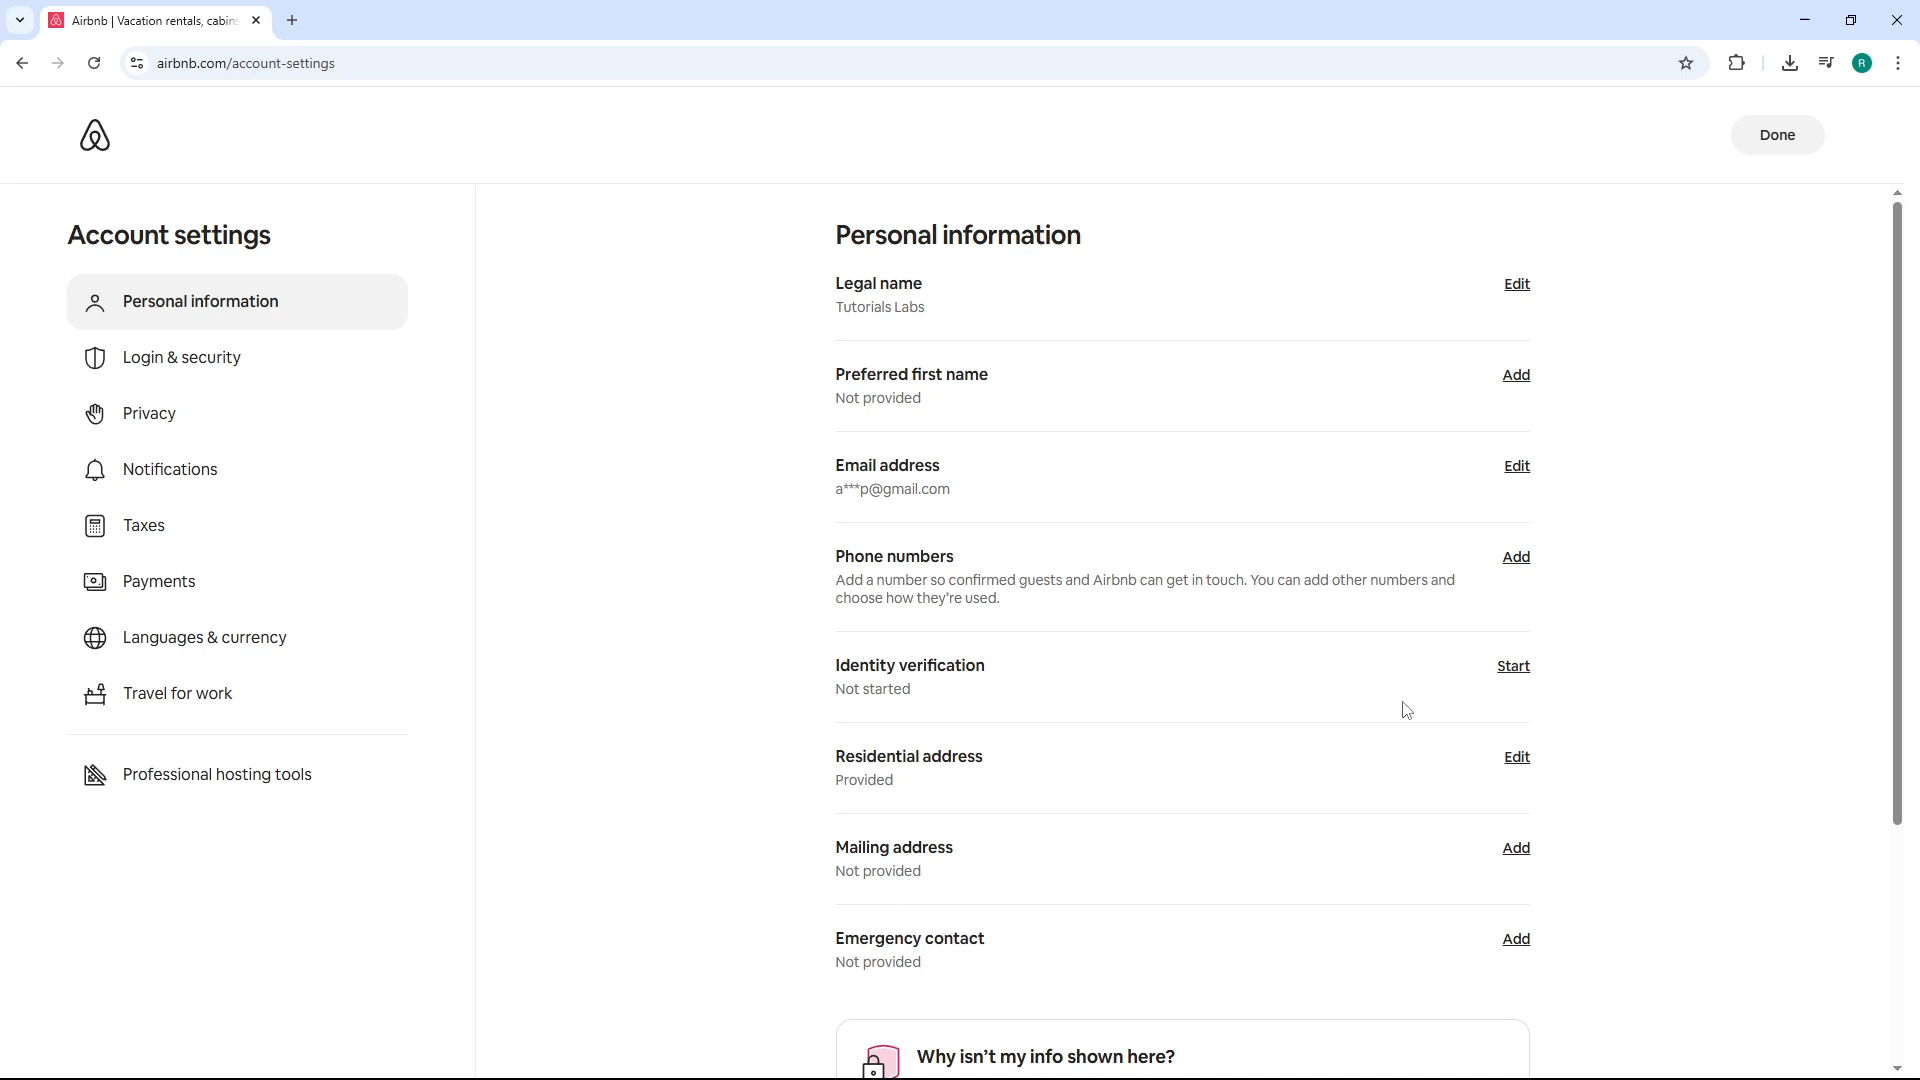 Airbnb | Vacation rentals, cabins
airbnb.com/account-settings
R
Done
Account settings
Personal information
Login & security
Privacy
Notifications
Taxes
Payments
Languages & currency
Travel for work
Professional hosting tools
Personal information
Legal name
Edit
Tutorials Labs
Preferred first name
Add
Not provided
Email address
Edit
a***p@gmail.com
Phone numbers
Add
Add a number so confirmed guests and Airbnb can get in touch. You can add other numbers and
choose how they’re used.
Identity verification
Start
Not started
Residential address
Edit
Provided
Mailing address
Add
Not provided
Emergency contact
Add
Not provided
Why isn’t my info shown here?